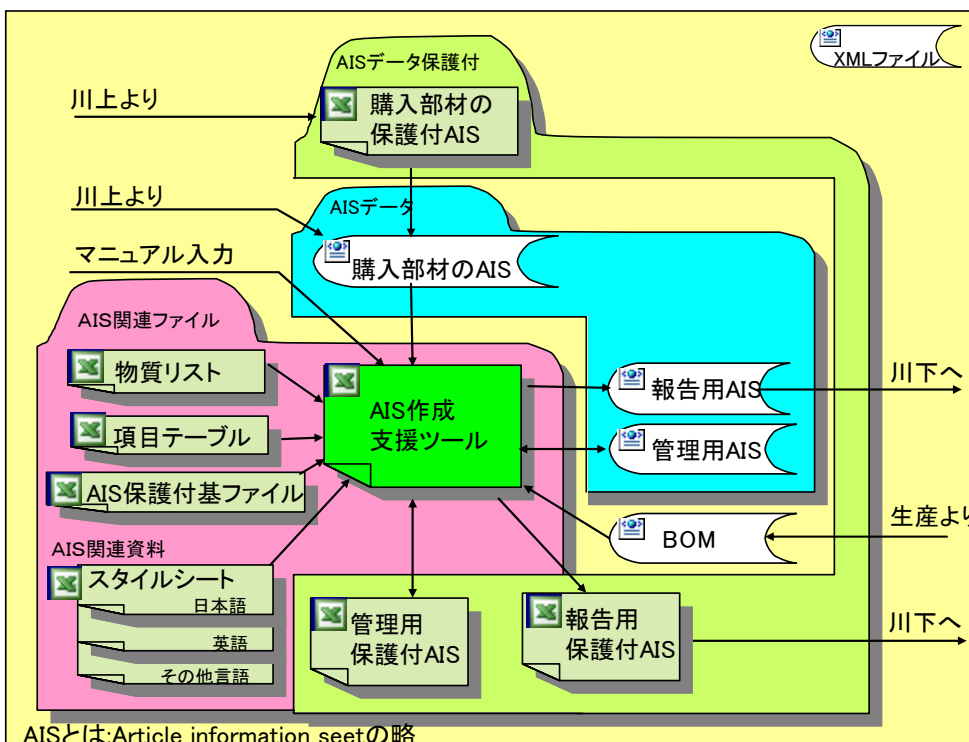 AISデータ保護付
XMLファイル
川上より
購入部材の
保護付AIS
川上より
AISデータ
マニュアル入力
購入部材のAIS
AIS関連ファイル
物質リスト
AIS作成
支援ツール
報告用AIS
川下へ
項目テーブル
管理用AIS
AIS保護付基ファイル
生産より
BOM
AIS関連資料
スタイルシート
日本語
英語
その他言語
管理用
保護付AIS
報告用
保護付AIS
川下へ
AISとは:Article information seetの略